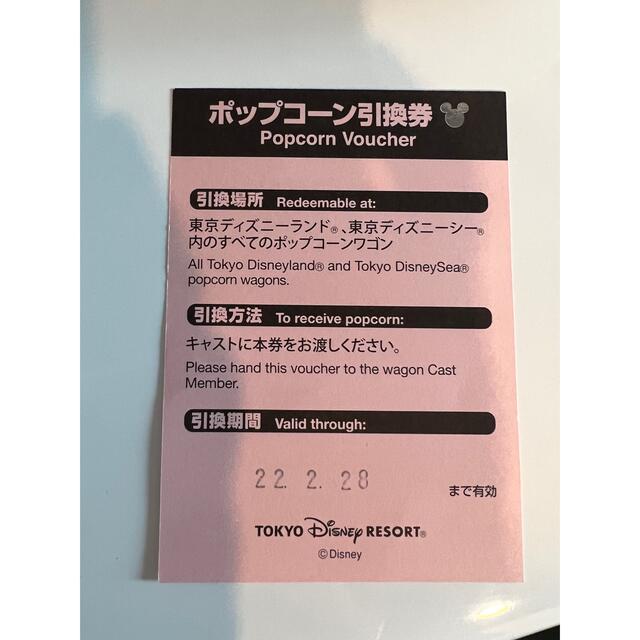 ポップコーン引換券
Popcorn Voucher
引換場所 Redeemable at:
東京ディズニーランド®、東京ディズニーシー®
内のすべてのポップコーンワゴン
All Tokyo Disneyland® and Tokyo DisneySea®
popcorn wagons.
引換方法 To receive popcorn:
キャストに本券をお渡しください。
Please hand this voucher to the wagon Cast
Member.
引換期間 Valid through:
22. 2. 28 まで有効
TOKYO Disney RESORT®
©Disney